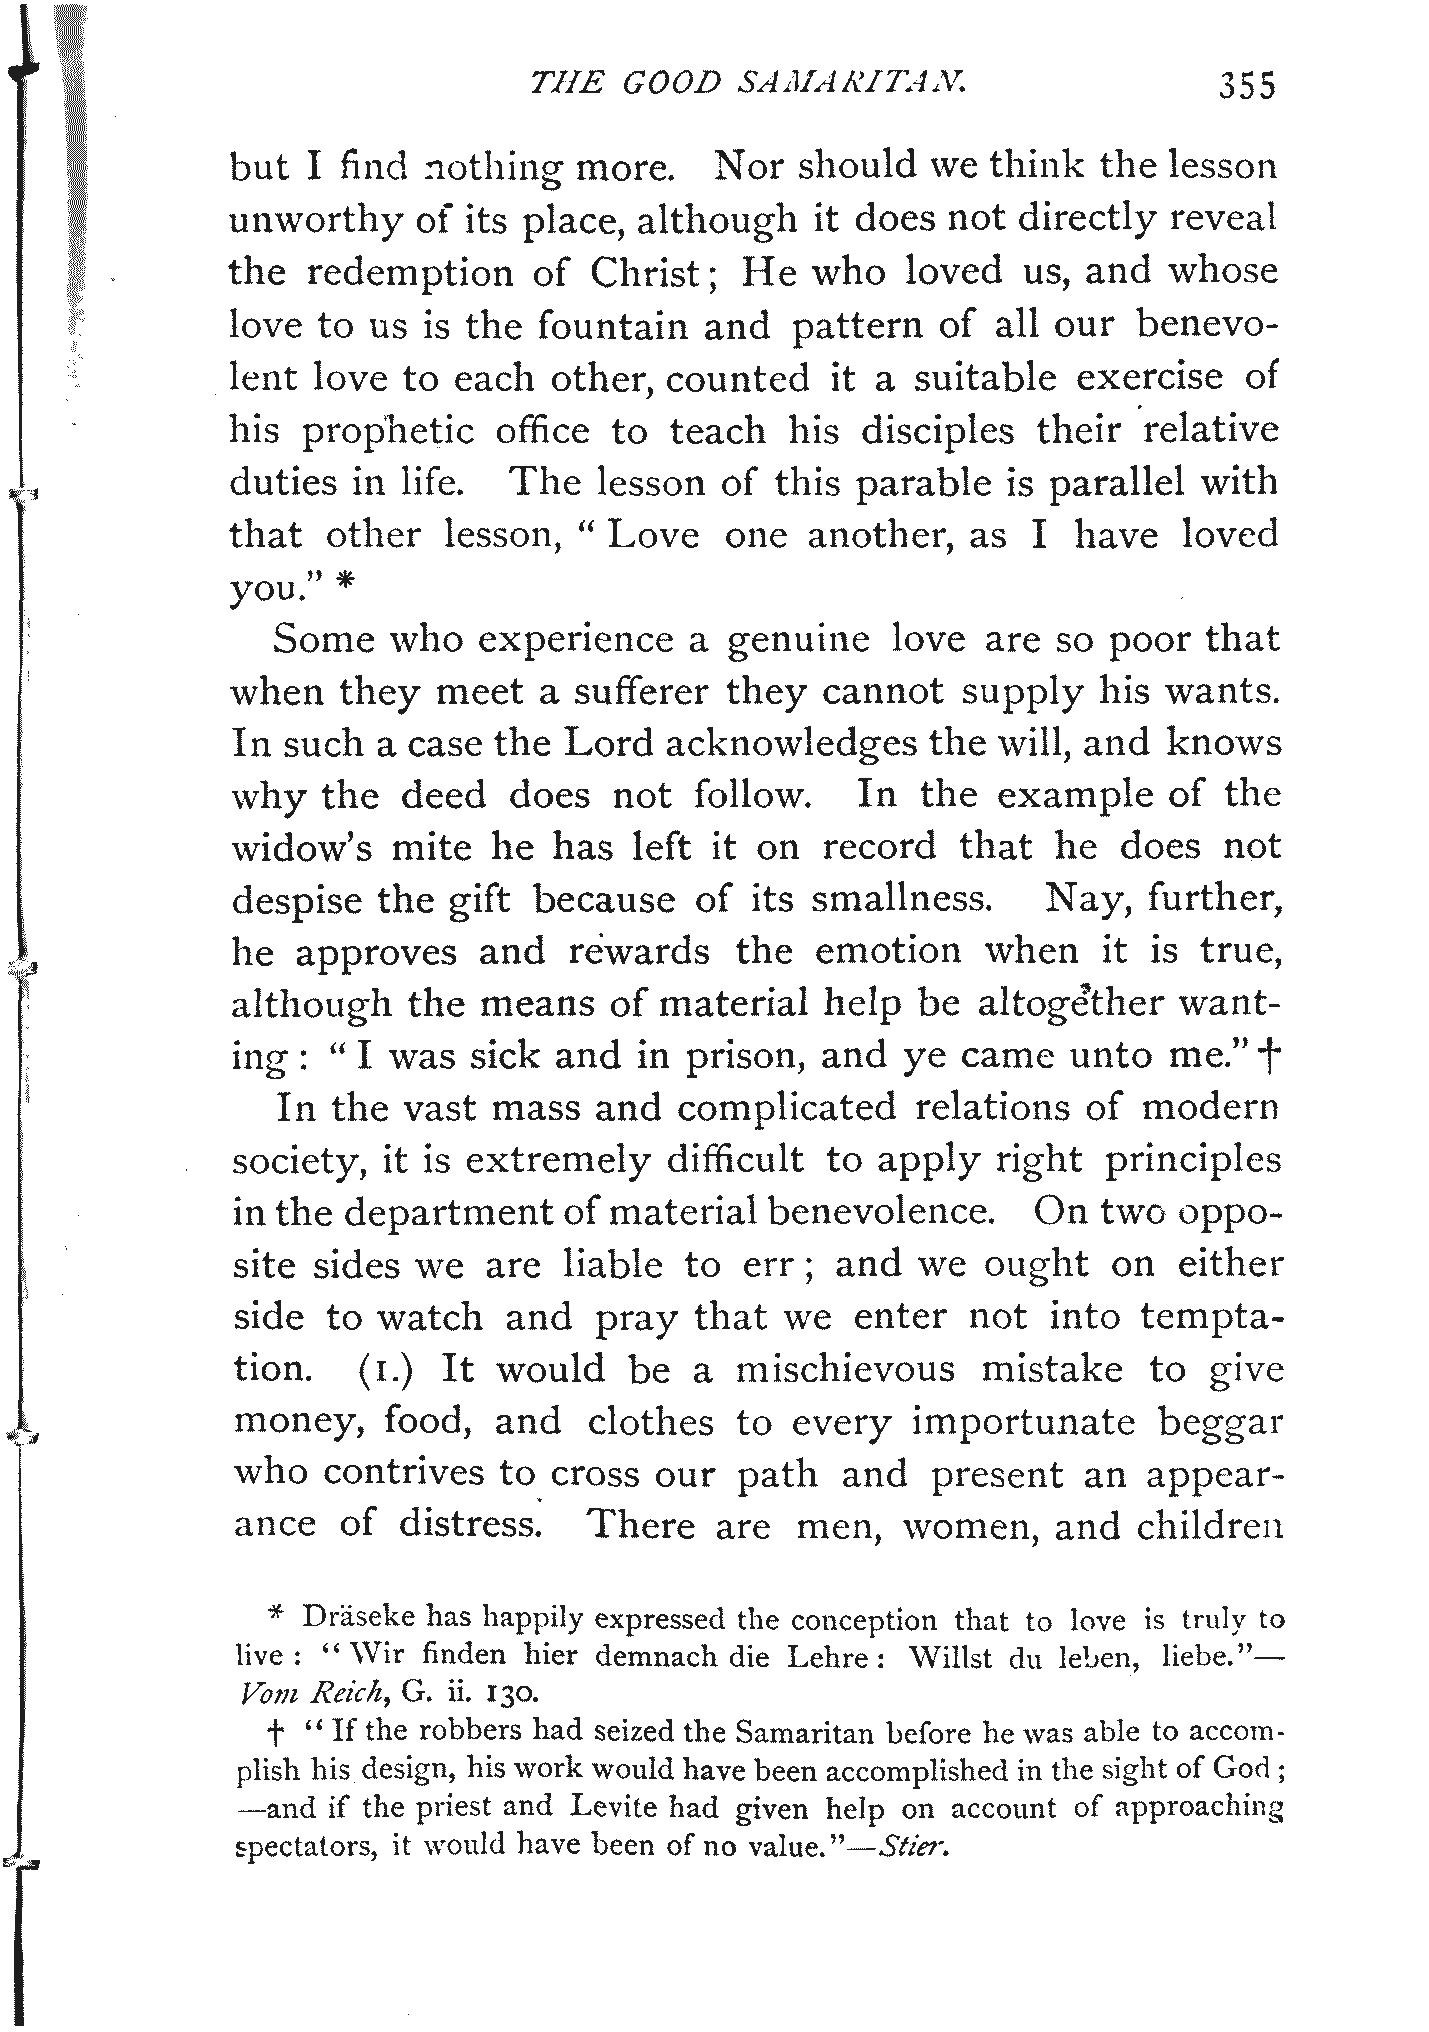 THE GOOD SAMARITAN. 355
but I find nothing more. Nor should we think the lesson
unworthy of its place, although it does not directly reveal
the redemption of Christ; He who loved us, and whose
love to us is the fountain and pattern of all our benevo-
lent love to each other, counted it a suitable exercise of
his prophetic office to teach his disciples their relative
duties in life. The lesson of this parable is parallel with
that other lesson, “Love one another, as I have loved
you.” *
Some who experience a genuine love are so poor that
when they meet a sufferer they cannot supply his wants.
In such a case the Lord acknowledges the will, and knows
why the deed does not follow. In the example of the
widow’s mite he has left it on record that he does not
despise the gift because of its smallness. Nay, further,
he approves and rewards the emotion when it is true,
although the means of material help be altogether want-
ing: “I was sick and in prison, and ye came unto me.” †
In the vast mass and complicated relations of modern
society, it is extremely difficult to apply right principles
in the department of material benevolence. On two oppo-
site sides we are liable to err; and we ought on either
side to watch and pray that we enter not into tempta-
tion. (1.) It would be a mischievous mistake to give
money, food, and clothes to every importunate beggar
who contrives to cross our path and present an appear-
ance of distress. There are men, women, and children
* Dräseke has happily expressed the conception that to love is truly to
live: “Wir finden hier demnach die Lehre: Willst du leben, liebe.”—
Vom Reich, G. ii. 130.
† “If the robbers had seized the Samaritan before he was able to accom-
plish his design, his work would have been accomplished in the sight of God;
—and if the priest and Levite had given help on account of approaching
spectators, it would have been of no value.”—Stier.